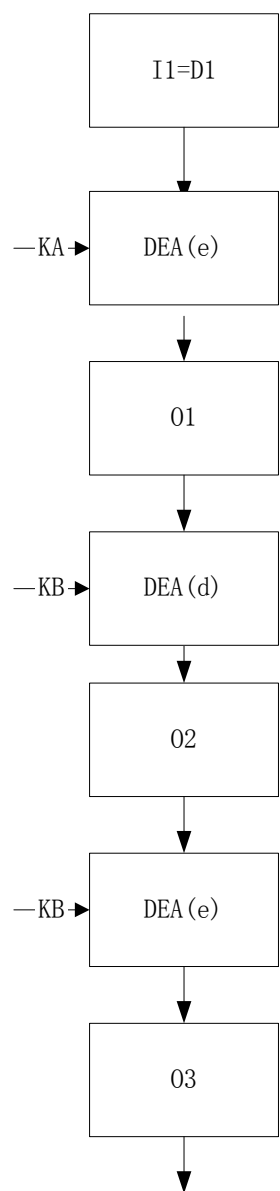 I1=D1
KA
DEA(e)
O1
KB
DEA(d)
O2
KB
DEA(e)
O3